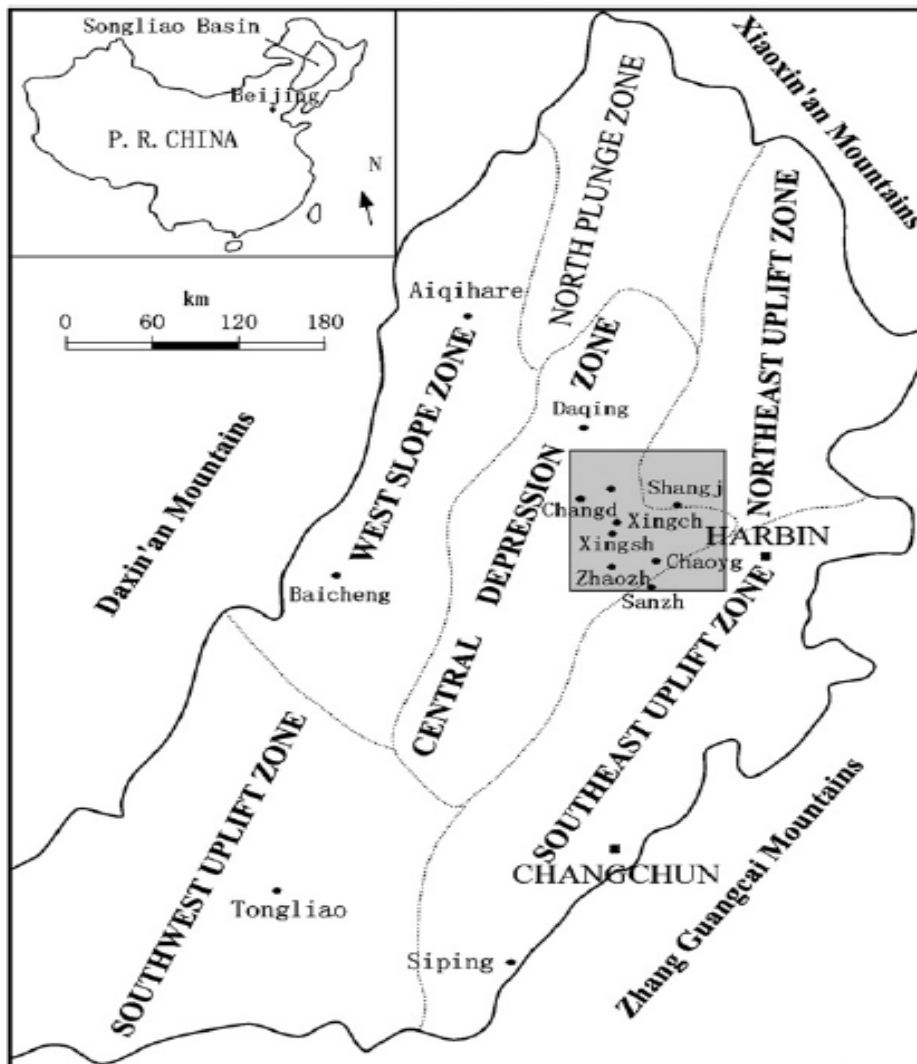 Songliao Basin
Beijing
P. R. CHINA
N
km
0 60 120 180
Xiaoxin'an Mountains
NORTH PLUNGE ZONE
NORTHEAST UPLIFT ZONE
Aiqihare
WEST SLOPE ZONE
CENTRAL DEPRESSION ZONE
Daqing
Daxin'an Mountains
Shangj
Changd
Xingch
Xingsh
HARBIN
Chaoyg
Zhaozh
Baicheng
Sanzh
SOUTHEAST UPLIFT ZONE
SOUTHWEST UPLIFT ZONE
CHANGCHUN
Tongliao
Siping
Zhang Guangcai Mountains